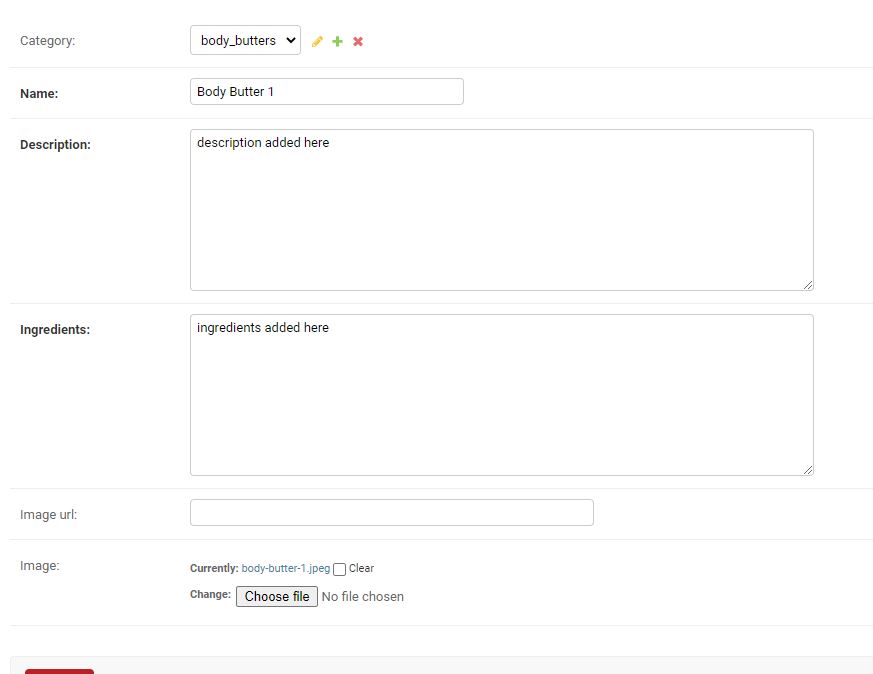 Category: body_butters
Name: Body Butter 1
Description: description added here
Ingredients: ingredients added here
Image url:
Image: Currently: body-butter-1.jpeg Clear
Change: Choose file No file chosen